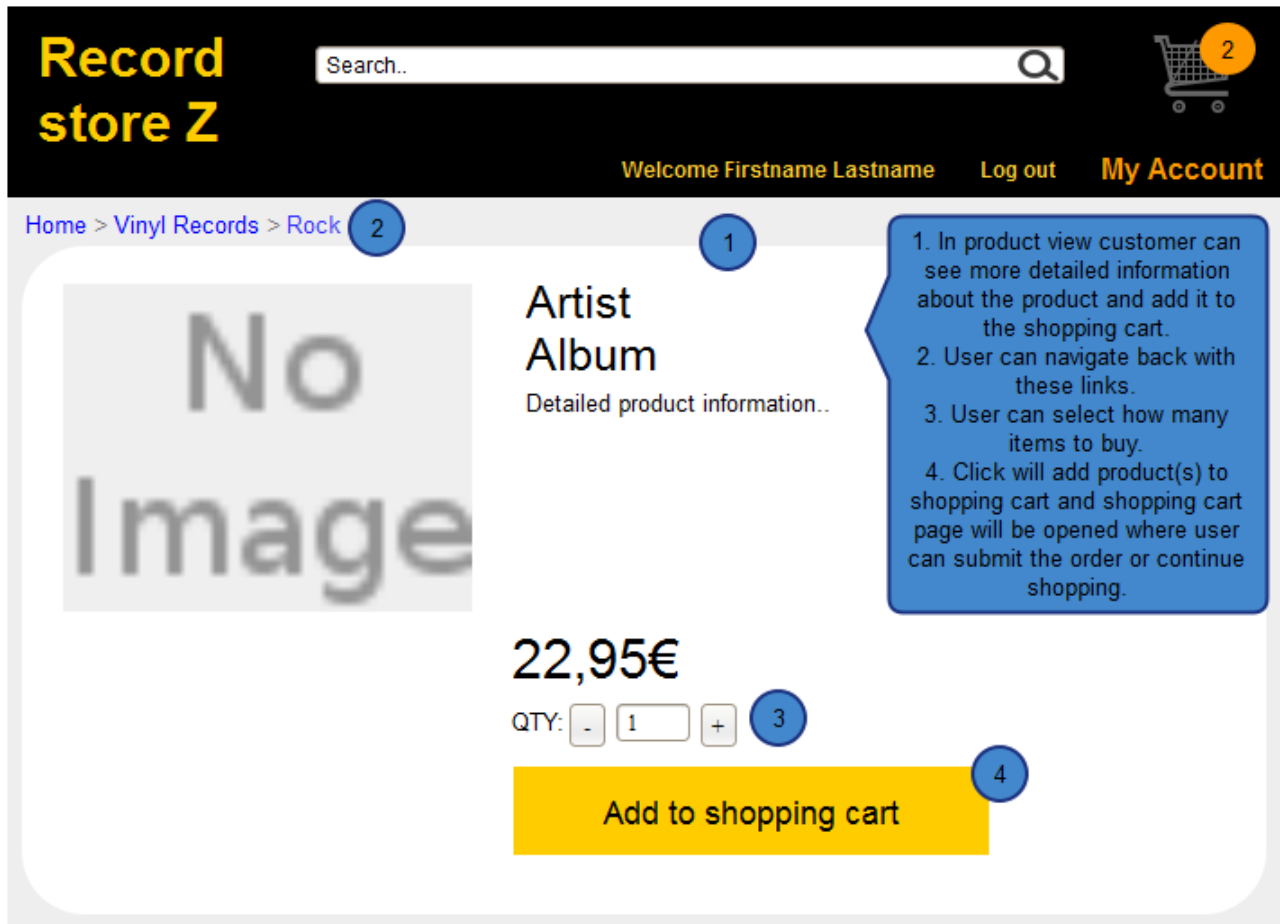 Record
store Z
Search..
2
Welcome Firstname Lastname Log out My Account
Home > Vinyl Records > Rock 2
1
No
Image
Artist
Album
Detailed product information..
1. In product view customer can
see more detailed information
about the product and add it to
the shopping cart.
2. User can navigate back with
these links.
3. User can select how many
items to buy.
4. Click will add product(s) to
shopping cart and shopping cart
page will be opened where user
can submit the order or continue
shopping.
22,95€
QTY: - 1 + 3
4
Add to shopping cart